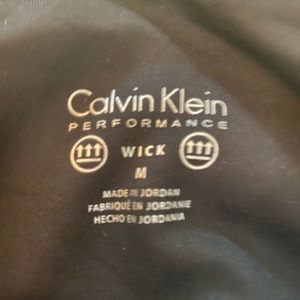 Calvin Klein
PERFORMANCE
WICK
M
MADE IN JORDAN
FABRIQUÉ EN JORDANIE
HECHO EN JORDANIA